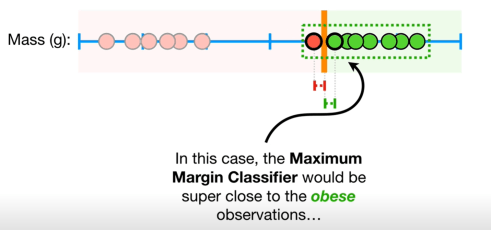 Mass (g):
In this case, the Maximum
Margin Classifier would be
super close to the obese
observations...